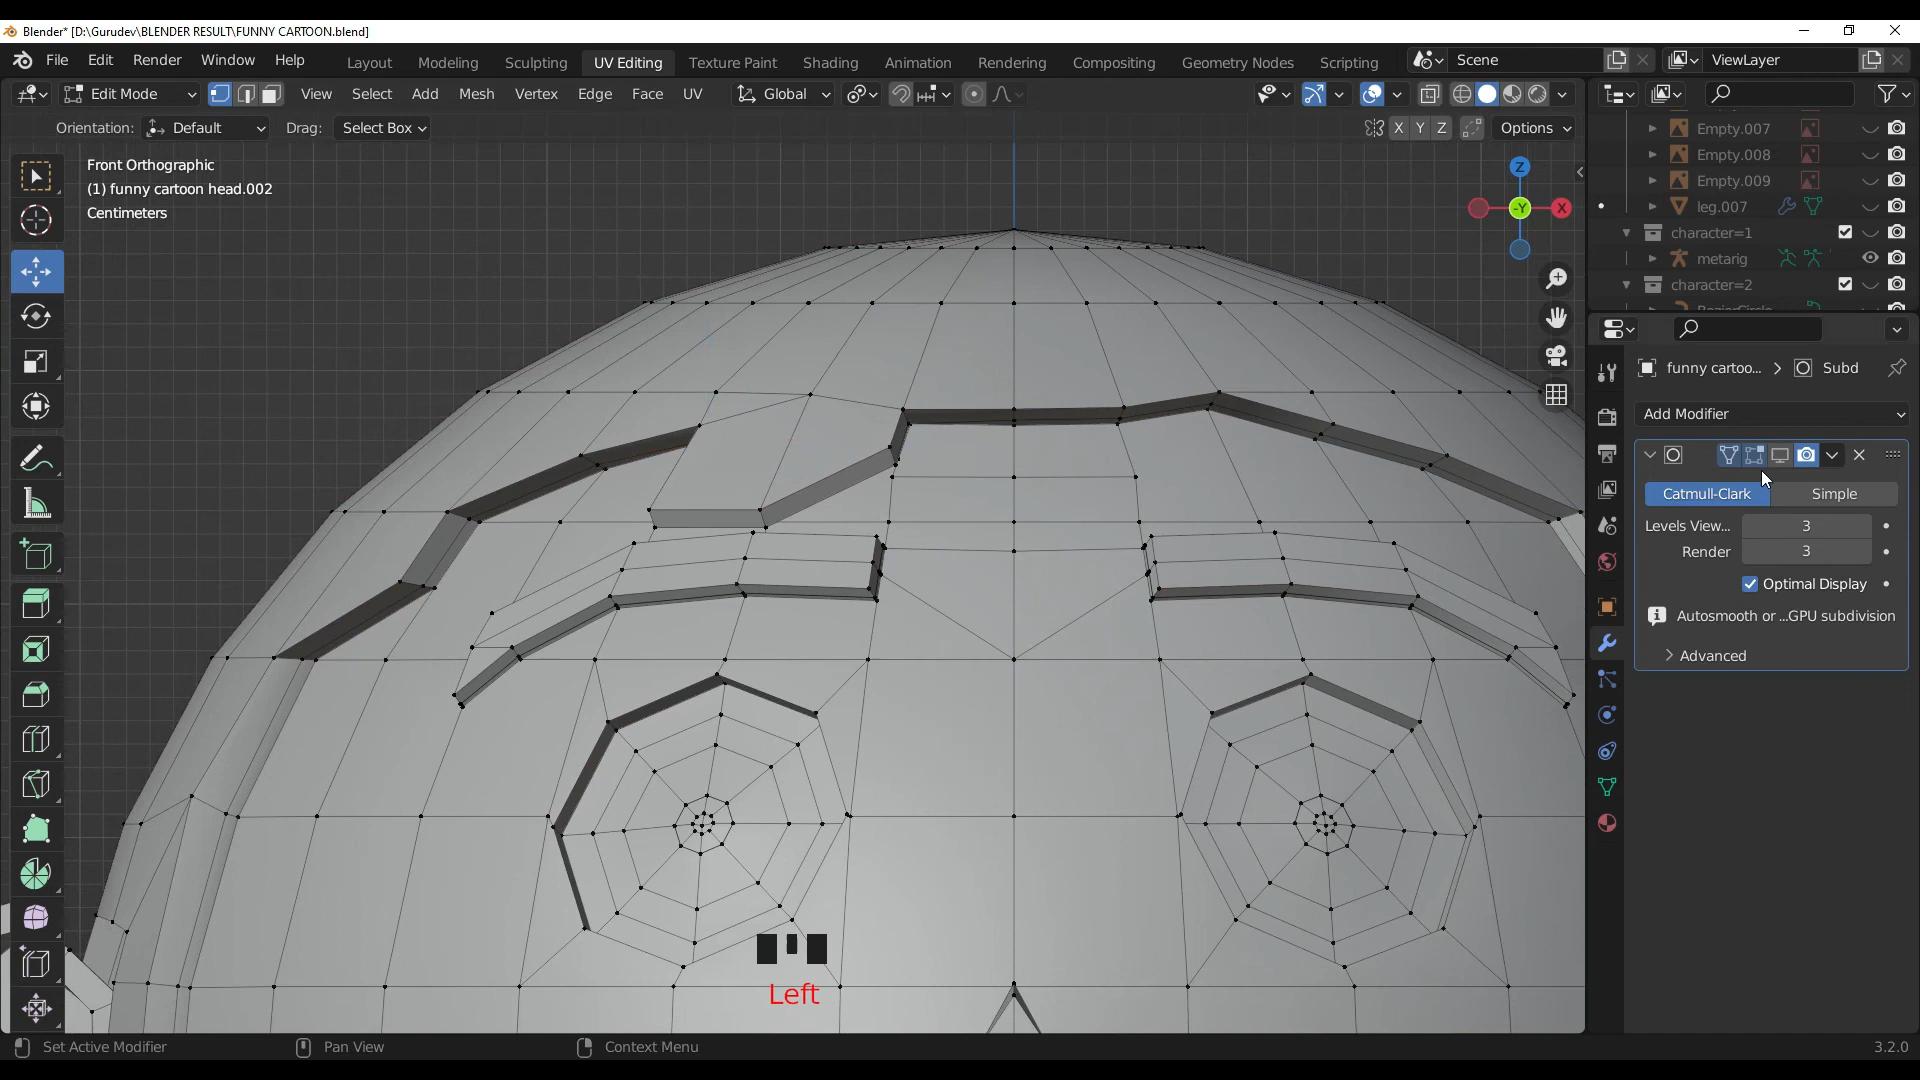 Blender* [D:\Gurudev\BLENDER RESULT\FUNNY CARTOON.blend]
File Edit Render Window Help Layout Modeling Sculpting UV Editing Texture Paint Shading Animation Rendering Compositing Geometry Nodes Scripting Scene ViewLayer
Edit Mode View Select Add Mesh Vertex Edge Face UV Global
Orientation: Default Drag: Select Box X Y Z Options
Front Orthographic
(1) funny cartoon head.002
Centimeters
Z
-Y X
Empty.007
Empty.008
Empty.009
leg.007
character=1
metarig
character=2
BezierCircle
funny cartoo... > Subd
Add Modifier
Catmull-Clark Simple
Levels View... 3
Render 3
Optimal Display
Autosmooth or ...GPU subdivision
Advanced
Left
Set Active Modifier Pan View Context Menu 3.2.0